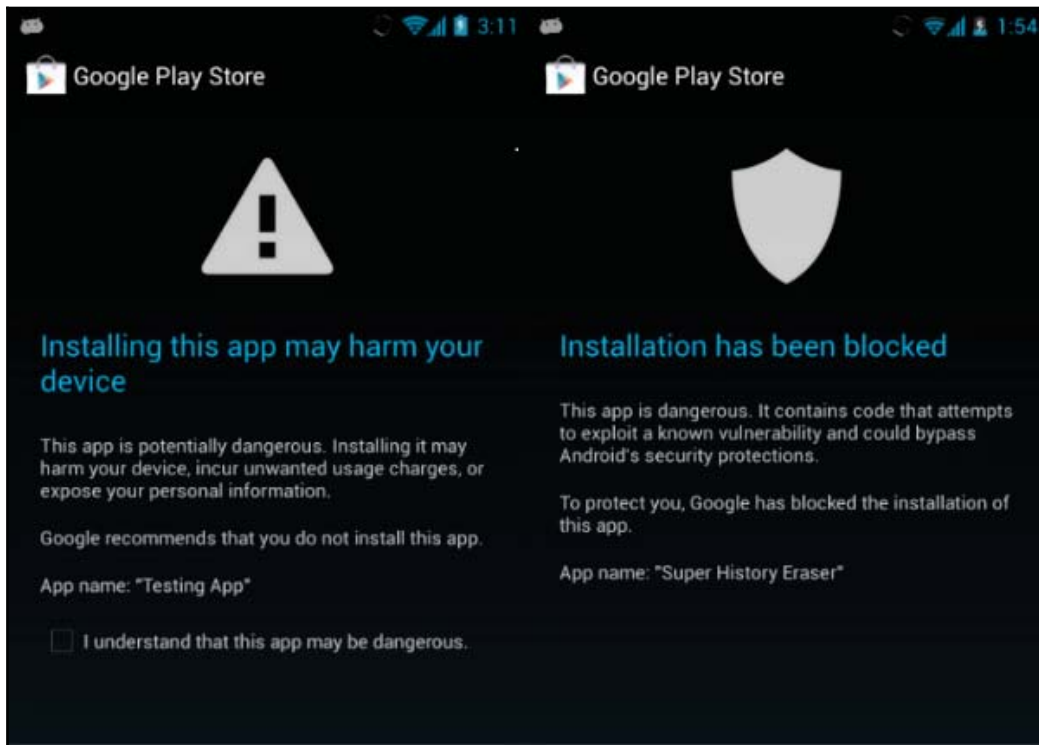 3:11
Google Play Store
Installing this app may harm your
device
This app is potentially dangerous. Installing it may
harm your device, incur unwanted usage charges, or
expose your personal information.
Google recommends that you do not install this app.
App name: "Testing App"
I understand that this app may be dangerous.
1:54
Google Play Store
Installation has been blocked
This app is dangerous. It contains code that attempts
to exploit a known vulnerability and could bypass
Android's security protections.
To protect you, Google has blocked the installation of
this app.
App name: "Super History Eraser"